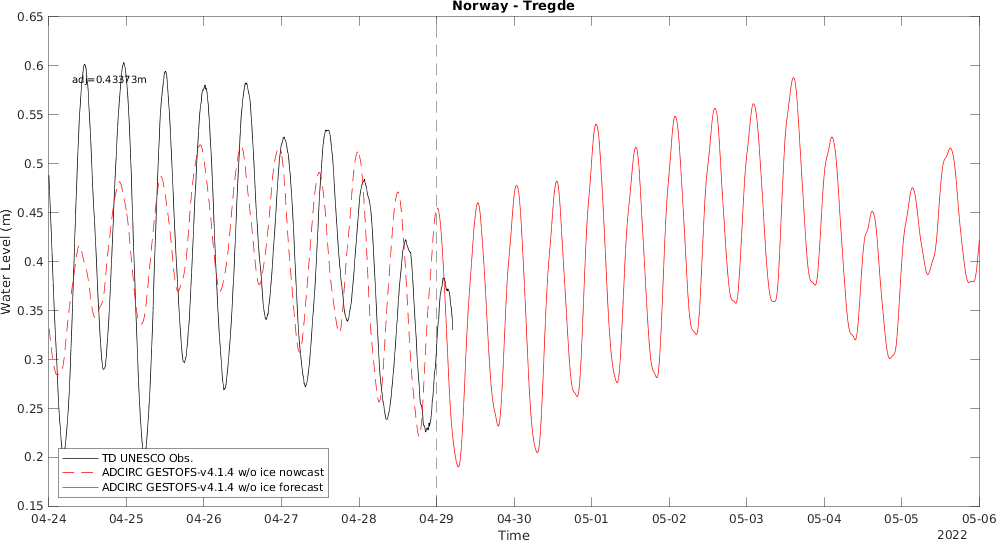 Norway - Tregde
0.65
0.6
0.55
0.5
0.45
0.4
0.35
0.3
0.25
0.2
0.15
Water Level (m)
adj=0.43373m
TD UNESCO Obs.
ADCIRC GESTOFS-v4.1.4 w/o ice nowcast
ADCIRC GESTOFS-v4.1.4 w/o ice forecast
04-24 04-25 04-26 04-27 04-28 04-29 04-30 05-01 05-02 05-03 05-04 05-05 05-06
Time
2022